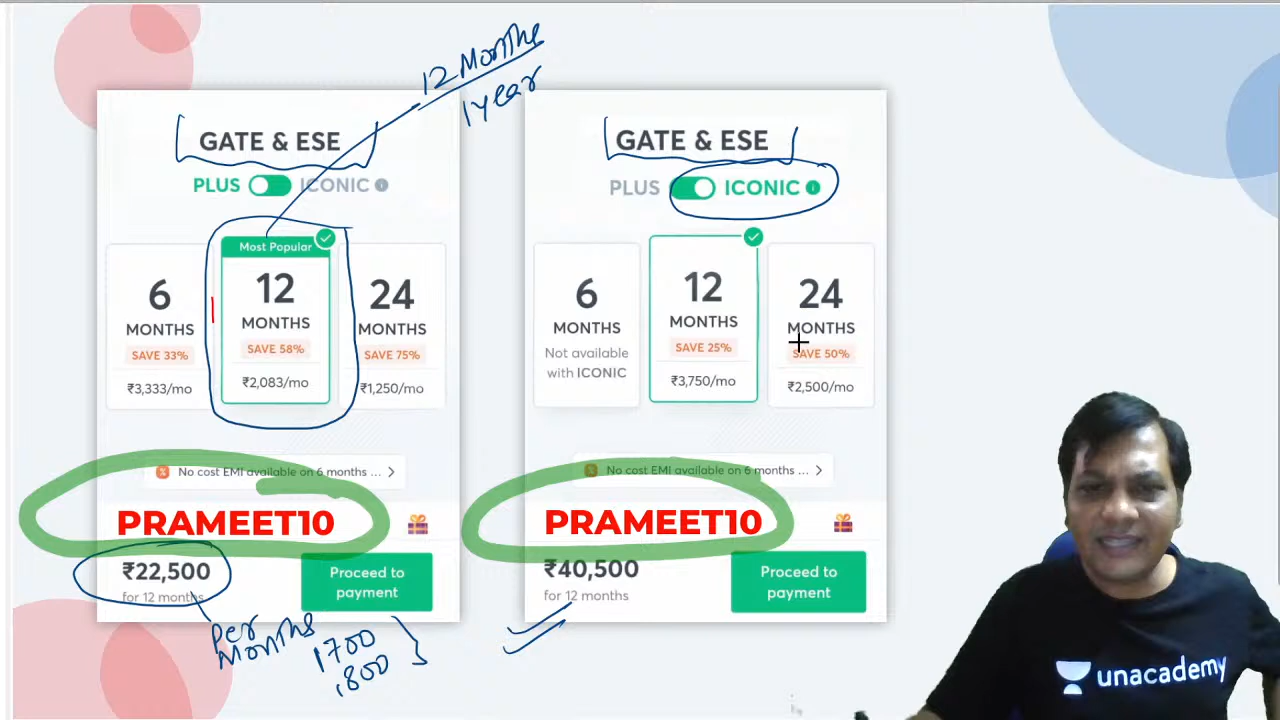 12 Months
1 year
GATE & ESE
PLUS ICONIC i
6
MONTHS
SAVE 33%
₹3,333/mo
Most Popular
12
MONTHS
SAVE 58%
₹2,083/mo
24
MONTHS
SAVE 75%
₹1,250/mo
No cost EMI available on 6 months ...
PRAMEET10
₹22,500
for 12 months
Proceed to
payment
Per
Months
1700
1800
GATE & ESE
PLUS ICONIC i
6
MONTHS
Not available
with ICONIC
12
MONTHS
SAVE 25%
₹3,750/mo
24
MONTHS
SAVE 50%
₹2,500/mo
No cost EMI available on 6 months ...
PRAMEET10
₹40,500
for 12 months
Proceed to
payment
unacademy